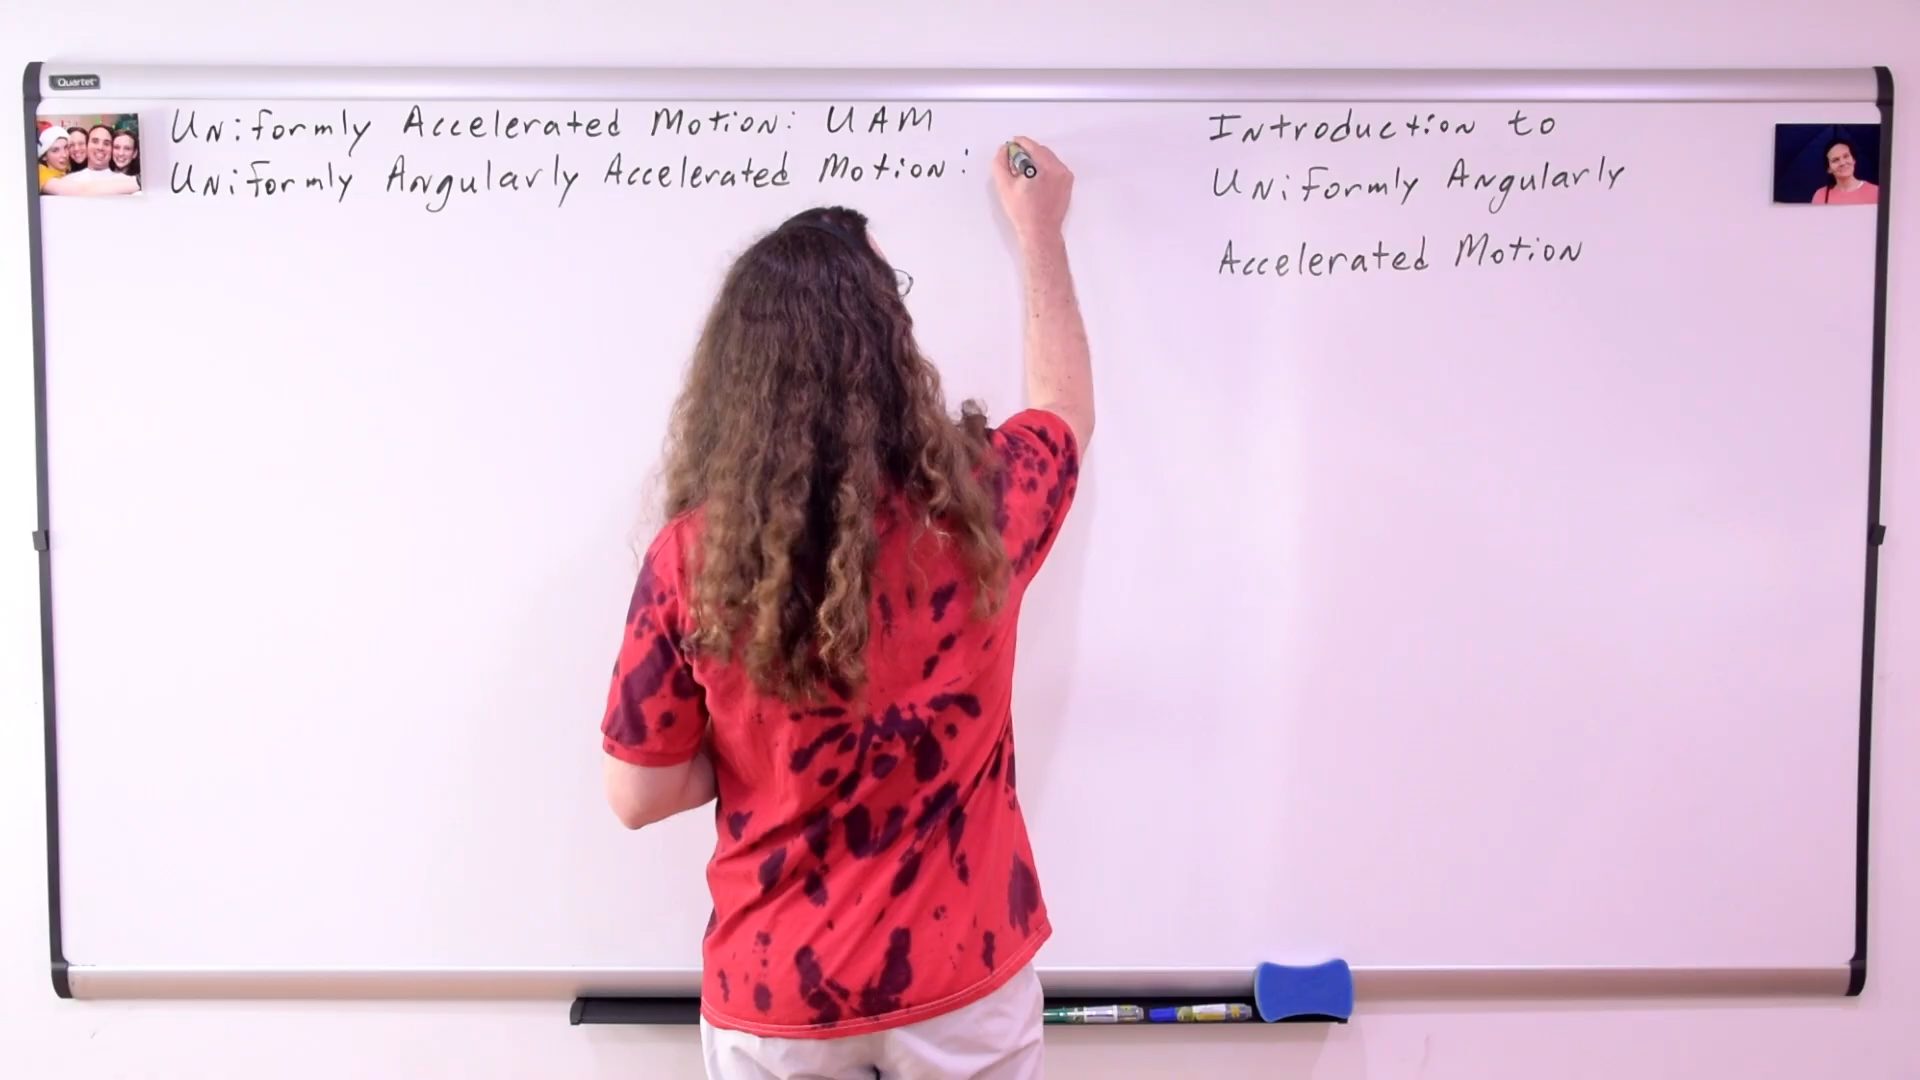 Quartet
Uniformly Accelerated Motion: UAM
Uniformly Angularly Accelerated Motion:
Introduction to
Uniformly Angularly
Accelerated Motion